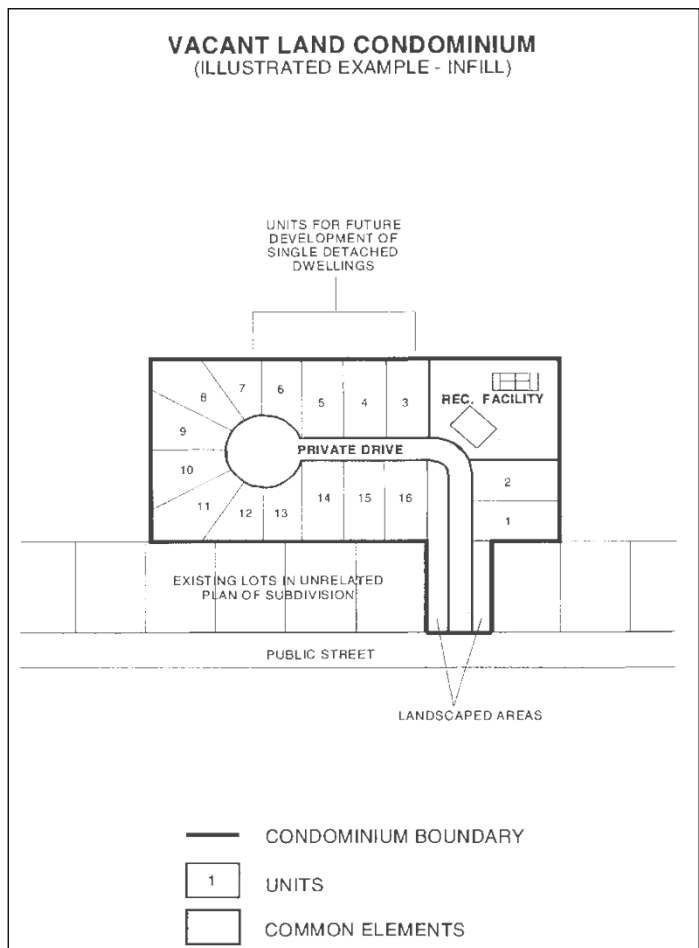 VACANT LAND CONDOMINIUM
(ILLUSTRATED EXAMPLE - INFILL)
UNITS FOR FUTURE
DEVELOPMENT OF
SINGLE DETACHED
DWELLINGS
8
7
6
5
4
3
REC. FACILITY
9
PRIVATE DRIVE
10
2
11
12
13
14
15
16
1
EXISTING LOTS IN UNRELATED
PLAN OF SUBDIVISION
PUBLIC STREET
LANDSCAPED AREAS
CONDOMINIUM BOUNDARY
1
UNITS
COMMON ELEMENTS